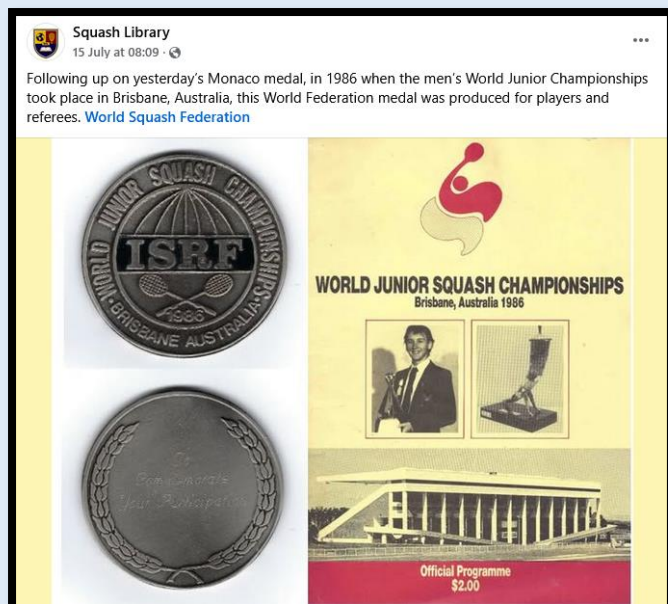 Squash Library
15 July at 08:09
Following up on yesterday's Monaco medal, in 1986 when the men's World Junior Championships
took place in Brisbane, Australia, this World Federation medal was produced for players and
referees. World Squash Federation
WORLD JUNIOR SQUASH CHAMPIONSHIPS
ISRF
1986
BRISBANE AUSTRALIA
To
Commemorate
Your Participation
WORLD JUNIOR SQUASH CHAMPIONSHIPS
Brisbane, Australia 1986
Official Programme
$2.00